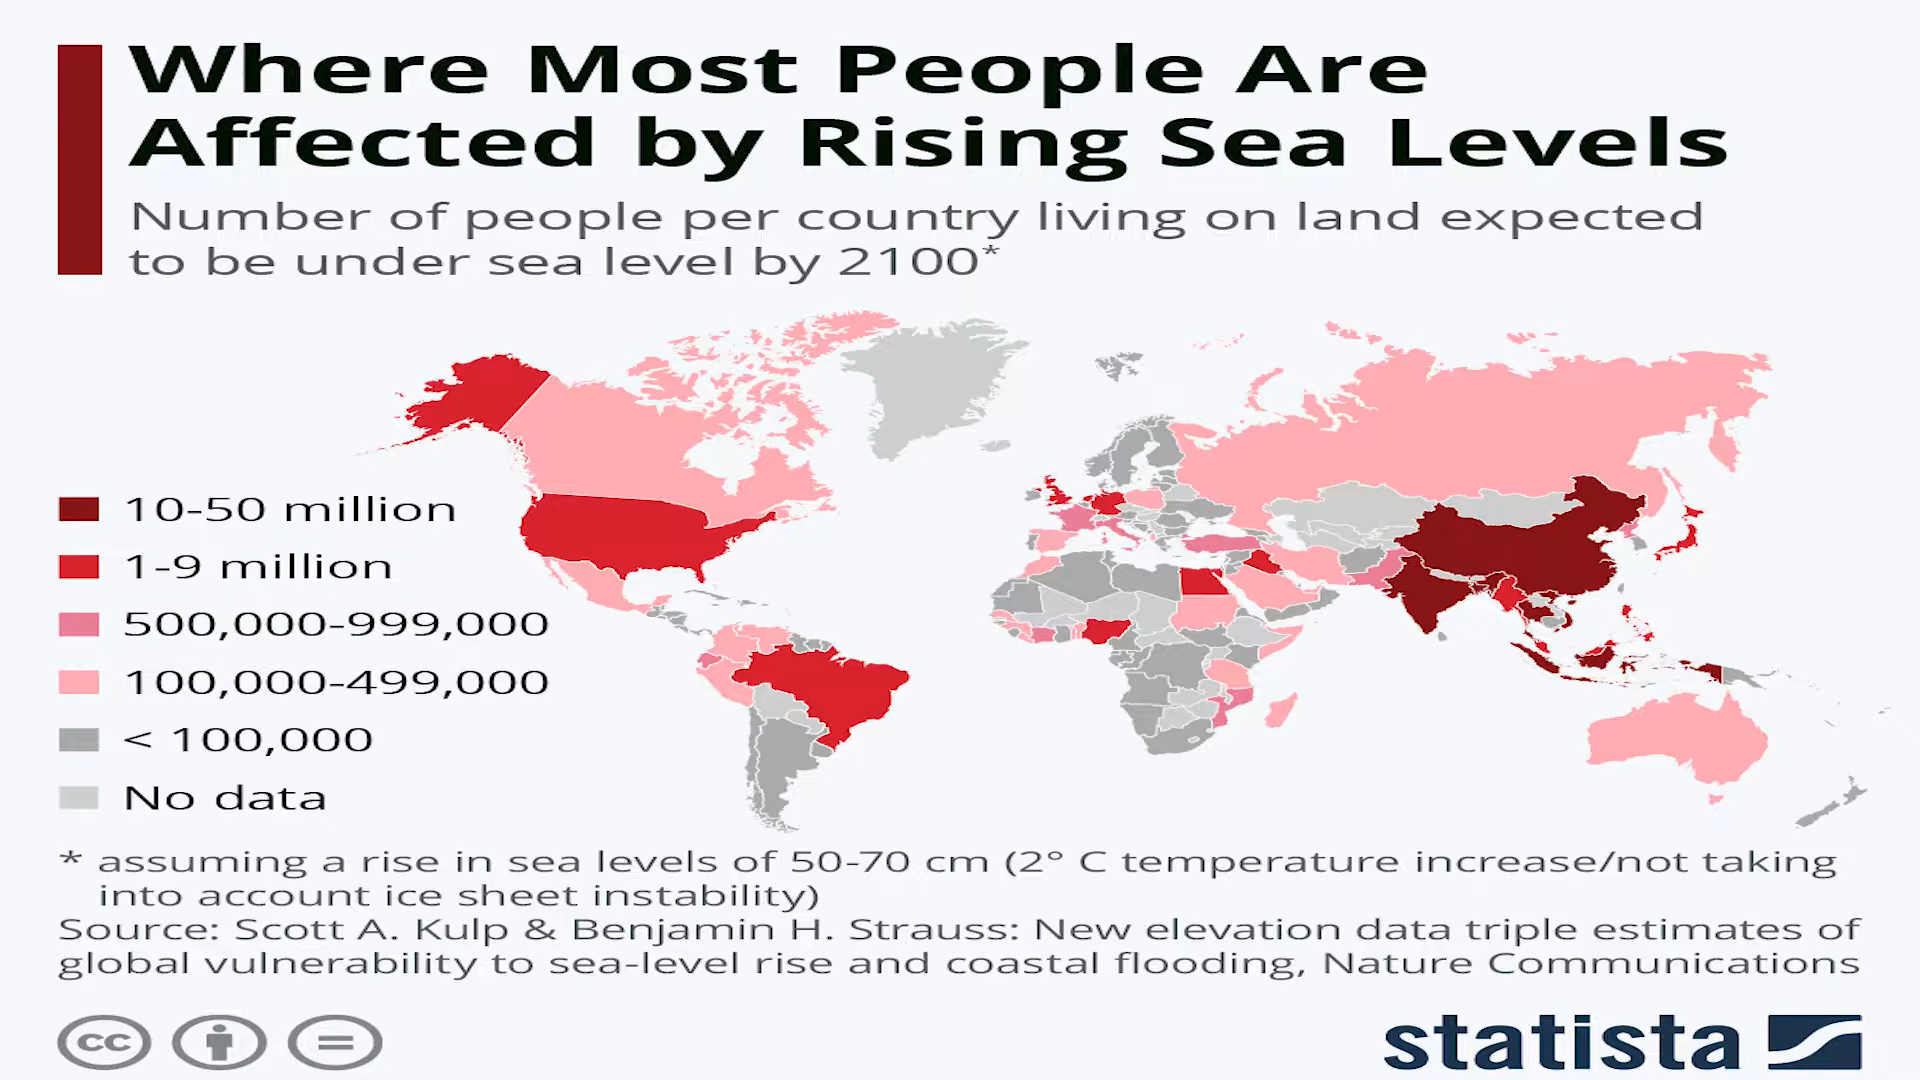 Where Most People Are
Affected by Rising Sea Levels
Number of people per country living on land expected
to be under sea level by 2100*
10-50 million
1-9 million
500,000-999,000
100,000-499,000
< 100,000
No data
* assuming a rise in sea levels of 50-70 cm (2° C temperature increase/not taking
into account ice sheet instability)
Source: Scott A. Kulp & Benjamin H. Strauss: New elevation data triple estimates of
global vulnerability to sea-level rise and coastal flooding, Nature Communications
cc
statista